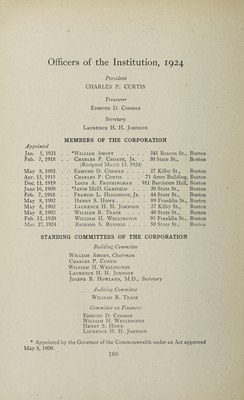 Officers of the Institution, 1924
President
CHARLES P. CURTIS
Treasurer
EDMUND D. CODMAN
Secretary
LAURENCE H. H. JOHNSON
MEMBERS OF THE CORPORATION
Appointed
Jan. 5, 1921 . . *WILLIAM AMORY . . . . 345 Beacon St., Boston
Feb. 7, 1918 . . CHARLES F. CHOATE, JR. . 30 State St., Boston
(Resigned March 13, 1924)
May 8, 1902 . . EDMUND D. CODMAN . . . . 27 Kilby St., Boston
Apr. 15, 1915 . . CHARLES P. CURTIS . . 71 Ames Building, Boston
Dec. 11, 1919 . . LOUIS A. FROTHINGHAM . 911 Barristers Hall, Boston
June 10, 1909 . . *IRVIN McD. GARFIELD . . . 30 State St., Boston
Feb. 7, 1918 . . FRANCIS L. HIGGINSON, JR. . 44 State St., Boston
May 8, 1902 . . HENRY S. HOWE . . . . . 89 Franklin St., Boston
May 8, 1902 . . LAURENCE H. H. JOHNSON . 27 Kilby St., Boston
May 8, 1902 . . WILLIAM B. TRASK . . . . 40 State St., Boston
Feb. 12, 1920 . . WILLIAM H. WELLINGTON . 93 Franklin St., Boston
Mar. 27, 1924 . . RICHARD S. RUSSELL . . . . 50 State St., Boston
STANDING COMMITTEES OF THE CORPORATION
Building Committee
WILLIAM AMORY, Chairman
CHARLES P. CURTIS
WILLIAM H. WELLINGTON
LAURENCE H. H. JOHNSON
JOSEPH B. HOWLAND, M.D., Secretary
Auditing Committee
WILLIAM B. TRASK
Committee on Finances
EDMUND D. CODMAN
WILLIAM H. WELLINGTON
HENRY S. HOWE
LAURENCE H. H. JOHNSON
* Appointed by the Governor of the Commonwealth under an Act approved
May 8, 1909.
166